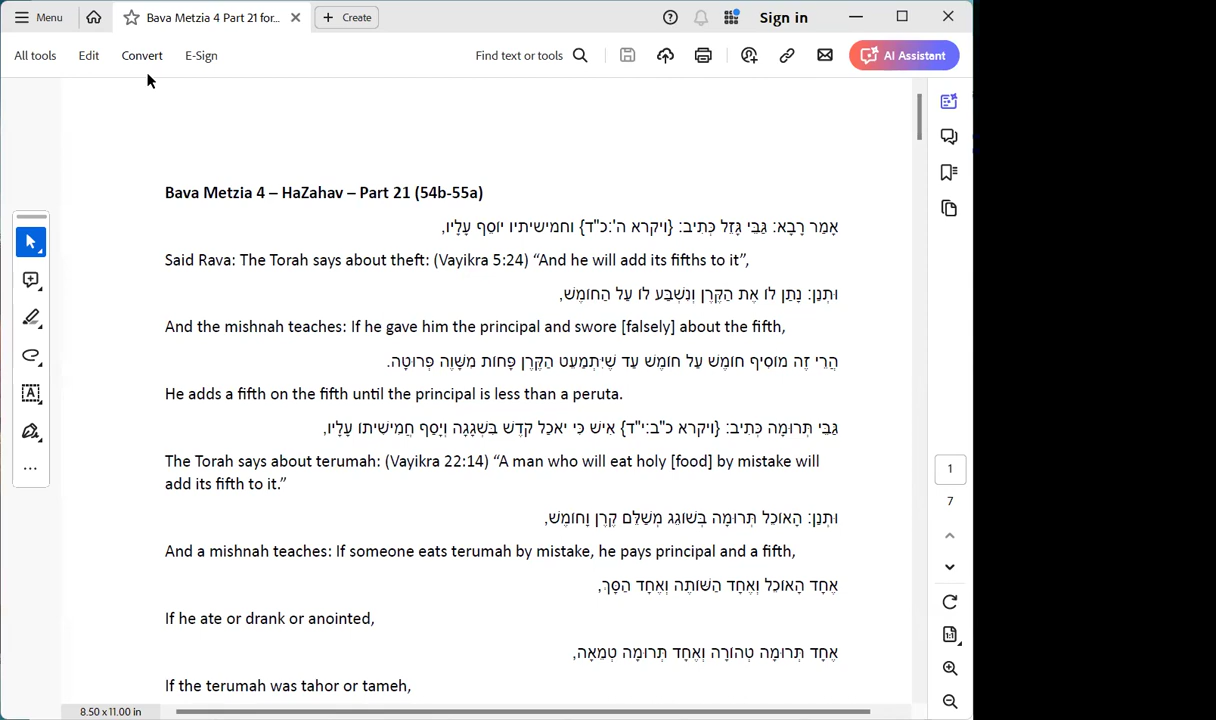 Menu
Bava Metzia 4 Part 21 for...
Create
Sign in
All tools
Edit
Convert
E-Sign
Find text or tools
AI Assistant
Bava Metzia 4 – HaZahav – Part 21 (54b-55a)
אָמַר רָבָא: גַּבֵּי גֶּזֶל כְּתִיב: {ויקרא ה':כ"ד} וחמישיתיו יוֹסֵף עָלָיו,
Said Rava: The Torah says about theft: (Vayikra 5:24) “And he will add its fifths to it”,
וּתְנַן: נָתַן לוֹ אֶת הַקֶּרֶן וְנִשְׁבַּע לוֹ עַל הַחוֹמֶשׁ,
And the mishnah teaches: If he gave him the principal and swore [falsely] about the fifth,
הֲרֵי זֶה מוֹסִיף חוֹמֶשׁ עַל חוֹמֶשׁ עַד שֶׁיִּתְמַעֵט הַקֶּרֶן פָּחוֹת מִשָּׁוֶה פְּרוּטָה.
He adds a fifth on the fifth until the principal is less than a peruta.
גַּבֵּי תְּרוּמָה כְּתִיב: {ויקרא כ"ב:י"ד} אִישׁ כִּי יֹאכַל קֹדֶשׁ בִּשְׁגָגָה וְיָסַף חֲמִישִׁיתוֹ עָלָיו,
The Torah says about terumah: (Vayikra 22:14) “A man who will eat holy [food] by mistake will
add its fifth to it.”
וּתְנַן: הָאוֹכֵל תְּרוּמָה בְּשׁוֹגֵג מְשַׁלֵּם קֶרֶן וָחוֹמֶשׁ,
And a mishnah teaches: If someone eats terumah by mistake, he pays principal and a fifth,
אֶחָד הָאוֹכֵל וְאֶחָד הַשּׁוֹתֶה וְאֶחָד הַסָּךְ,
If he ate or drank or anointed,
אֶחָד תְּרוּמָה טְהוֹרָה וְאֶחָד תְּרוּמָה טְמֵאָה,
If the terumah was tahor or tameh,
1
7
8.50 x 11.00 in